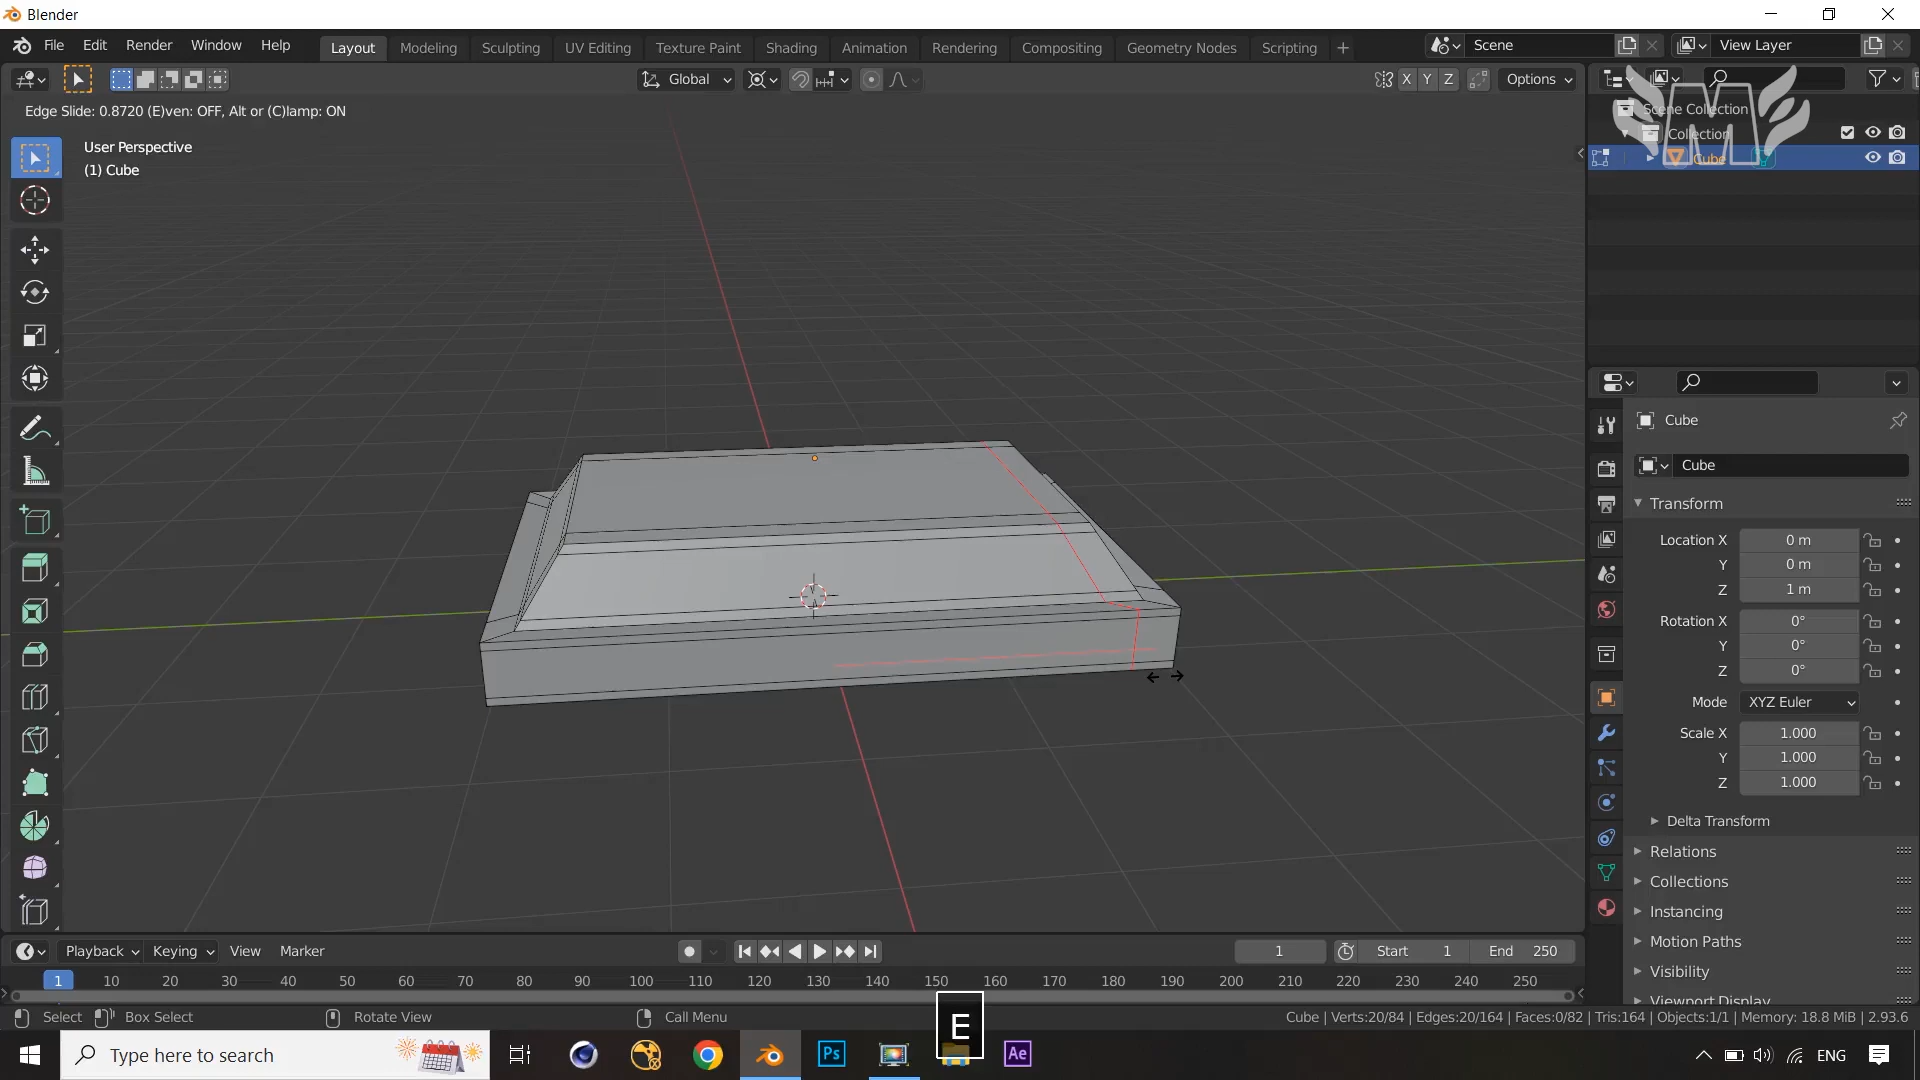 Blender
File Edit Render Window Help Layout Modeling Sculpting UV Editing Texture Paint Shading Animation Rendering Compositing Geometry Nodes Scripting + Scene View Layer
Global X Y Z Options
Edge Slide: 0.8720 (E)ven: OFF, Alt or (C)lamp: ON
User Perspective
(1) Cube
Scene Collection
Collection
Cube
M
Cube
Cube
Transform
Location X 0 m
Y 0 m
Z 1 m
Rotation X 0°
Y 0°
Z 0°
Mode XYZ Euler
Scale X 1.000
Y 1.000
Z 1.000
Delta Transform
Relations
Collections
Instancing
Motion Paths
Visibility
Viewport Display
Playback Keying View Marker 1 Start 1 End 250
1 10 20 30 40 50 60 70 80 90 100 110 120 130 140 150 160 170 180 190 200 210 220 230 240 250
Select Box Select Rotate View Call Menu Cube | Verts:20/84 | Edges:20/164 | Faces:0/82 | Tris:164 | Objects:1/1 | Memory: 18.8 MiB | 2.93.6
E
Type here to search Ps Ae ENG